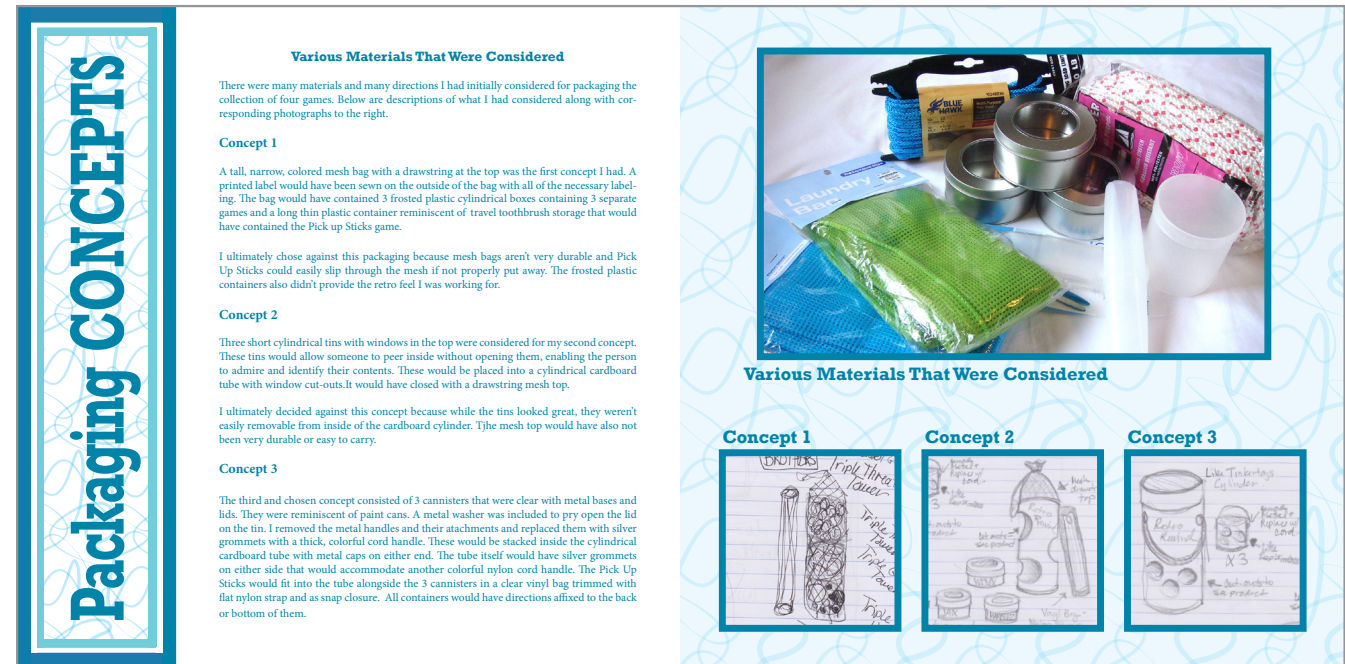 Packaging CONCEPTS
Various Materials That Were Considered
There were many materials and many directions I had initially considered for packaging the
collection of four games. Below are descriptions of what I had considered along with cor-
responding photographs to the right.
Concept 1
A tall, narrow, colored mesh bag with a drawstring at the top was the first concept I had. A
printed label would have been sewn on the outside of the bag with all of the necessary label-
ing. The bag would have contained 3 frosted plastic cylindrical boxes containing 3 separate
games and a long thin plastic container reminiscent of travel toothbrush storage that would
have contained the Pick up Sticks game.
I ultimately chose against this packaging because mesh bags aren't very durable and Pick
Up Sticks could easily slip through the mesh if not properly put away. The frosted plastic
containers also didn't provide the retro feel I was working for.
Concept 2
Three short cylindrical tins with windows in the top were considered for my second concept.
These tins would allow someone to peer inside without opening them, enabling the person
to admire and identify their contents. These would be placed into a cylindrical cardboard
tube with window cut-outs.It would have closed with a drawstring mesh top.
I ultimately decided against this concept because while the tins looked great, they weren't
easily removable from inside of the cardboard cylinder. Tjhe mesh top would have also not
been very durable or easy to carry.
Concept 3
The third and chosen concept consisted of 3 cannisters that were clear with metal bases and
lids. They were reminiscent of paint cans. A metal washer was included to pry open the lid
on the tin. I removed the metal handles and their atachments and replaced them with silver
grommets with a thick, colorful cord handle. These would be stacked inside the cylindrical
cardboard tube with metal caps on either end. The tube itself would have silver grommets
on either side that would accommodate another colorful nylon cord handle. The Pick Up
Sticks would fit into the tube alongside the 3 cannisters in a clear vinyl bag trimmed with
flat nylon strap and as snap closure. All containers would have directions affixed to the back
or bottom of them.
BLUE
HAWK
Laundry
Bag
Various Materials That Were Considered
Concept 1
Concept 2
Concept 3
BROTHERS
Triple Threat
Tower
Triple
Tower
Triple
Tower
Triple
Tower
Triple
Mesh
top
Retro
Like Tinkertoys
Cylinder
Retro
X 3
product